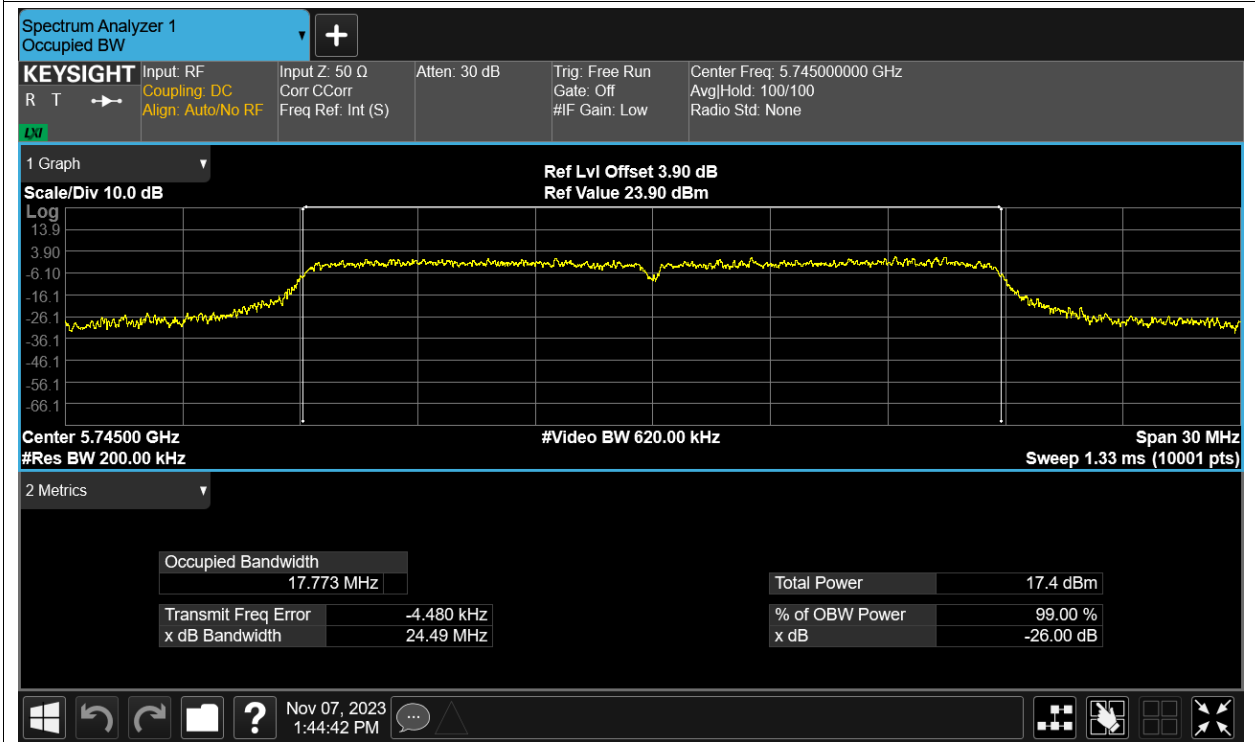 Spectrum Analyzer 1
Occupied BW
KEYSIGHT
R T
LXI
Input: RF
Coupling: DC
Align: Auto/No RF
Input Z: 50 Ω
Corr CCorr
Freq Ref: Int (S)
Atten: 30 dB
Trig: Free Run
Gate: Off
#IF Gain: Low
Center Freq: 5.745000000 GHz
Avg|Hold: 100/100
Radio Std: None
1 Graph
Scale/Div 10.0 dB
Ref Lvl Offset 3.90 dB
Ref Value 23.90 dBm
Log
13.9
3.90
-6.10
-16.1
-26.1
-36.1
-46.1
-56.1
-66.1
Center 5.74500 GHz
#Res BW 200.00 kHz
#Video BW 620.00 kHz
Span 30 MHz
Sweep 1.33 ms (10001 pts)
2 Metrics
Occupied Bandwidth
17.773 MHz
Transmit Freq Error -4.480 kHz
x dB Bandwidth 24.49 MHz
Total Power 17.4 dBm
% of OBW Power 99.00 %
x dB -26.00 dB
?
Nov 07, 2023
1:44:42 PM